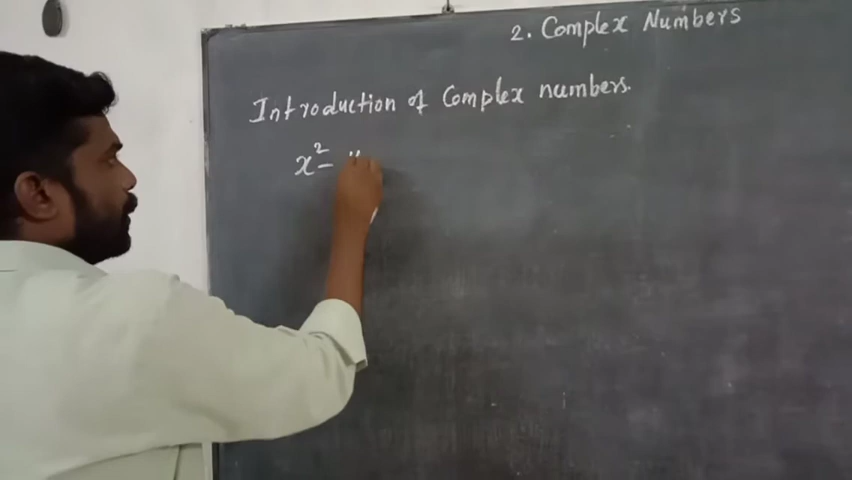 2. Complex Numbers
Introduction of Complex numbers.
x² -